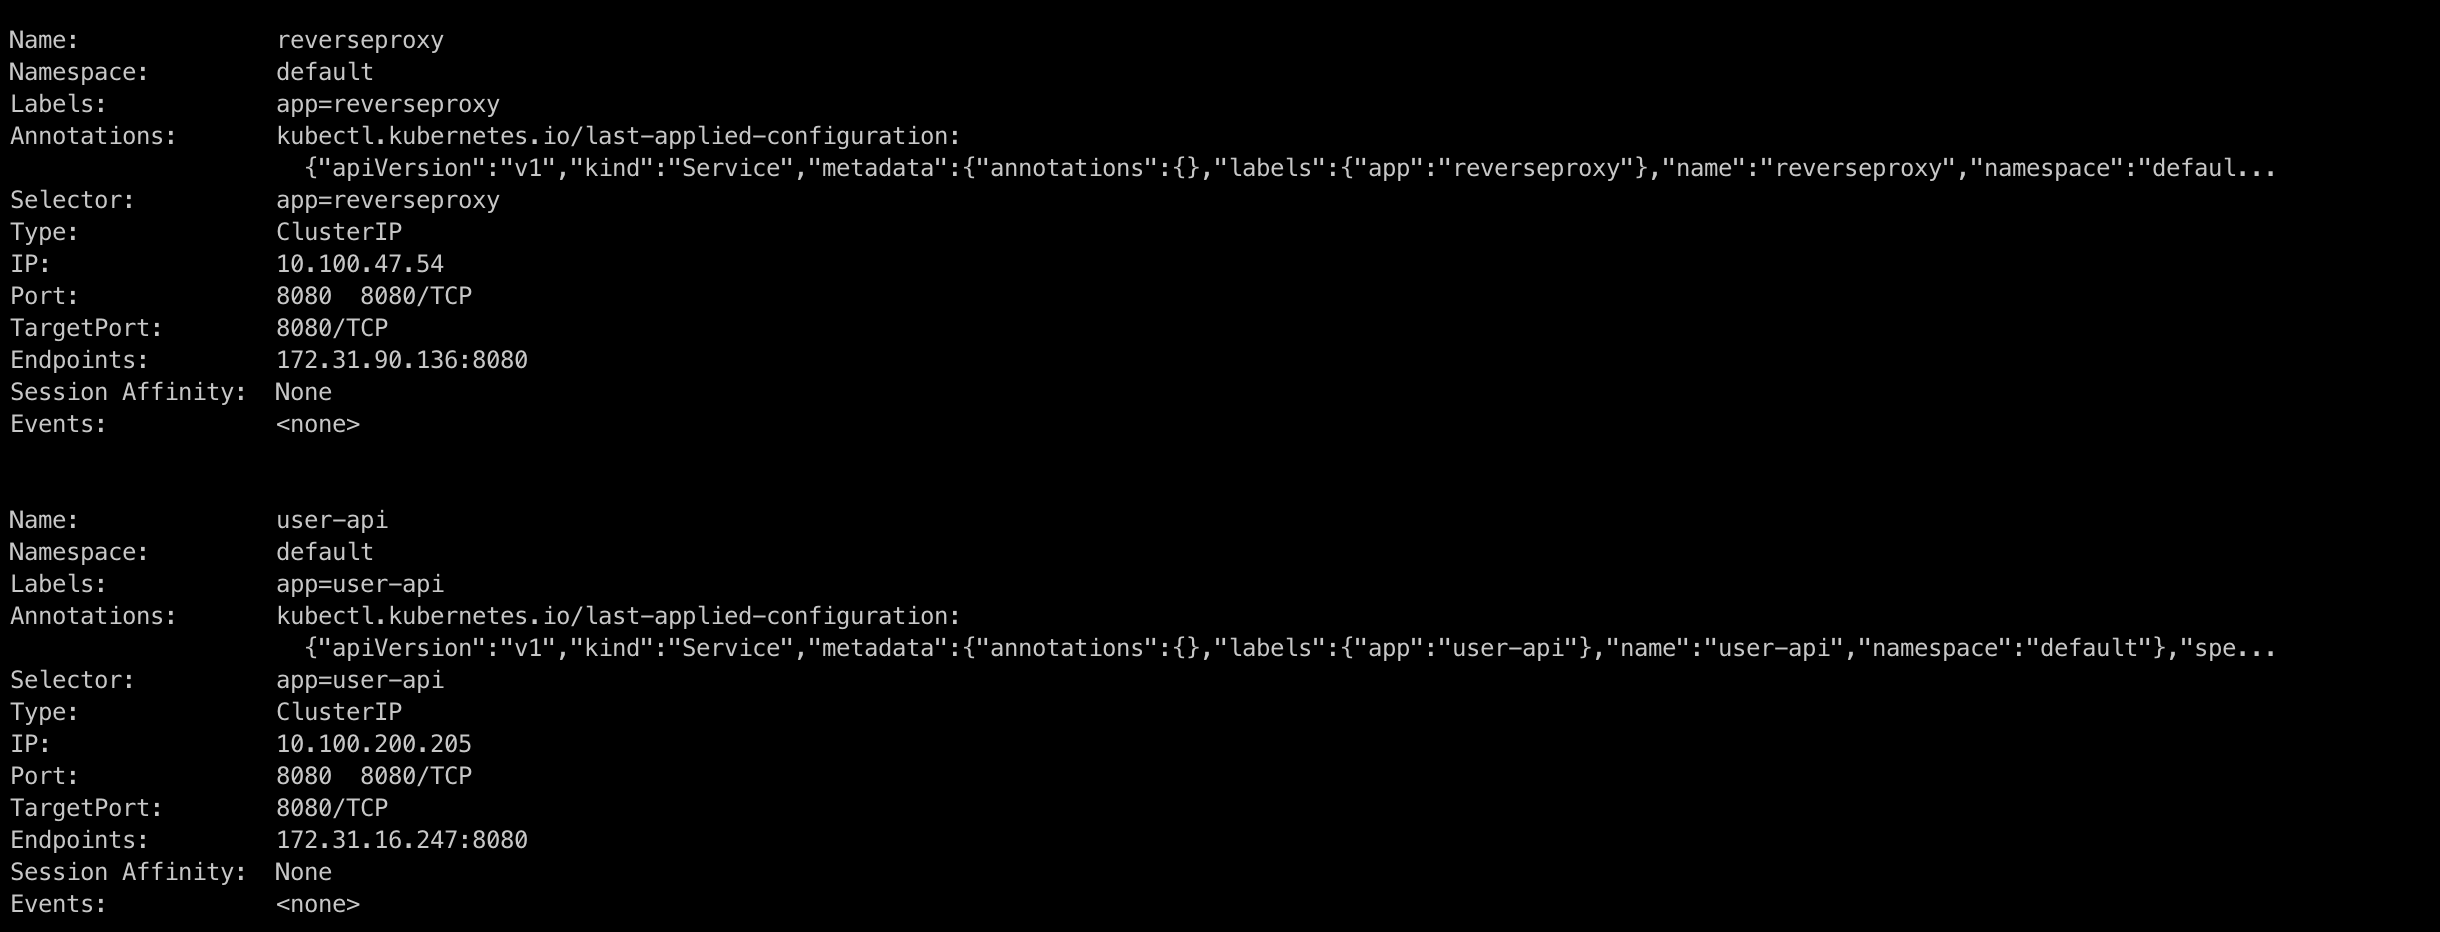 Name:              reverseproxy
Namespace:         default
Labels:            app=reverseproxy
Annotations:       kubectl.kubernetes.io/last-applied-configuration:
                     {"apiVersion":"v1","kind":"Service","metadata":{"annotations":{},"labels":{"app":"reverseproxy"},"name":"reverseproxy","namespace":"defaul...
Selector:          app=reverseproxy
Type:              ClusterIP
IP:                10.100.47.54
Port:              8080  8080/TCP
TargetPort:        8080/TCP
Endpoints:         172.31.90.136:8080
Session Affinity:  None
Events:            <none>
Name:              user-api
Namespace:         default
Labels:            app=user-api
Annotations:       kubectl.kubernetes.io/last-applied-configuration:
                     {"apiVersion":"v1","kind":"Service","metadata":{"annotations":{},"labels":{"app":"user-api"},"name":"user-api","namespace":"default"},"spe...
Selector:          app=user-api
Type:              ClusterIP
IP:                10.100.200.205
Port:              8080  8080/TCP
TargetPort:        8080/TCP
Endpoints:         172.31.16.247:8080
Session Affinity:  None
Events:            <none>